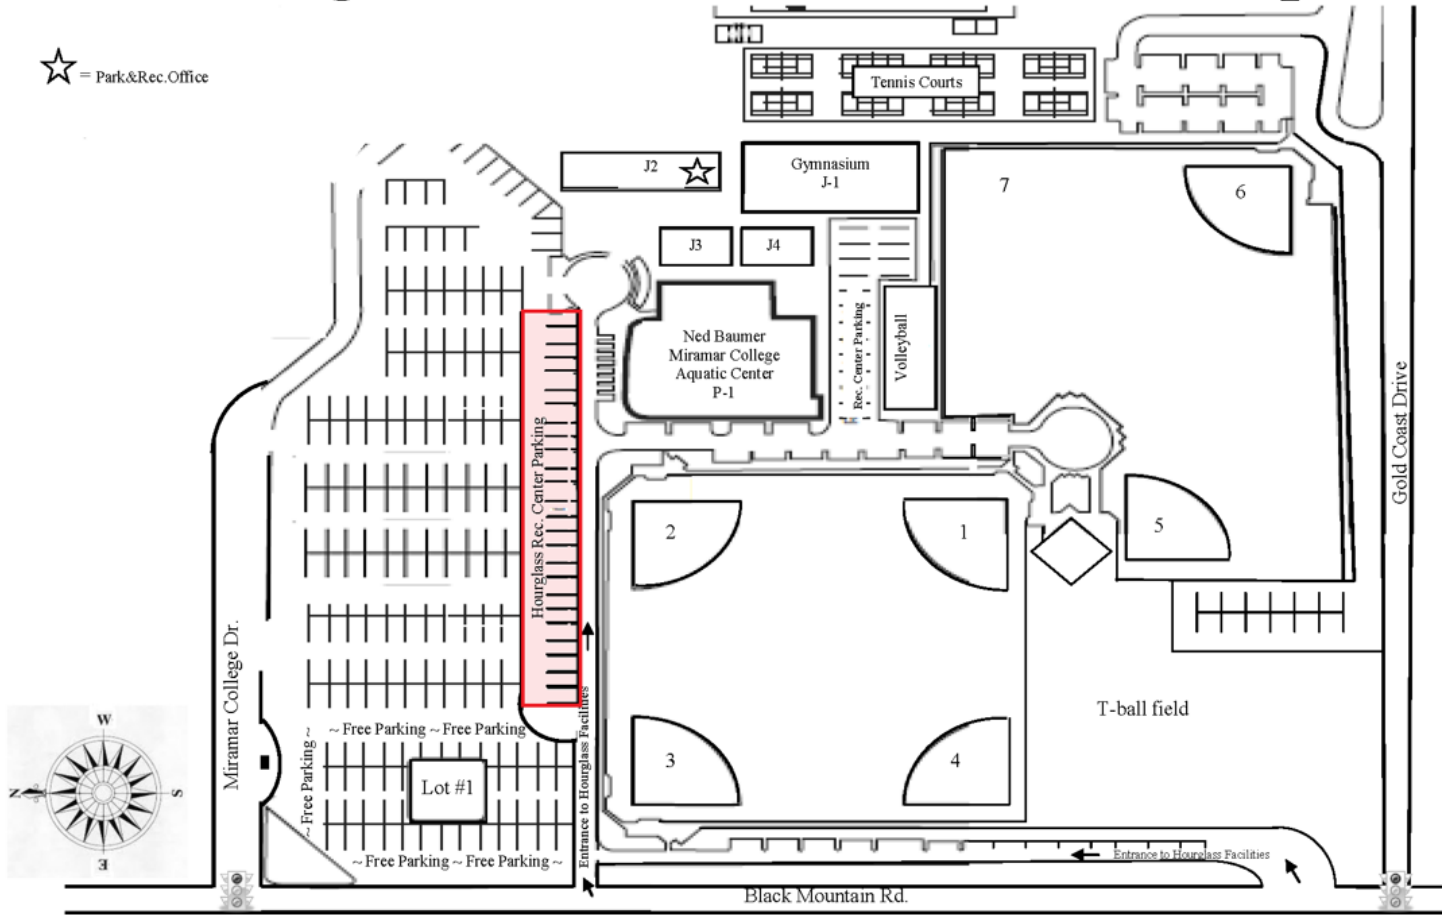 = Park&Rec.Office
Tennis Courts
J2
Gymnasium
J-1
7
6
J3
J4
Ned Baumer
Miramar College
Aquatic Center
P-1
Rec. Center Parking
Volleyball
Hourglass Rec. Center Parking
Gold Coast Drive
2
1
5
Miramar College Dr.
T-ball field
W
N
S
E
~ Free Parking ~ Free Parking
~ Free Parking ~
Lot #1
~ Free Parking ~ Free Parking ~
Entrance to Hourglass Facilities
3
4
Entrance to Hourglass Facilities
Black Mountain Rd.